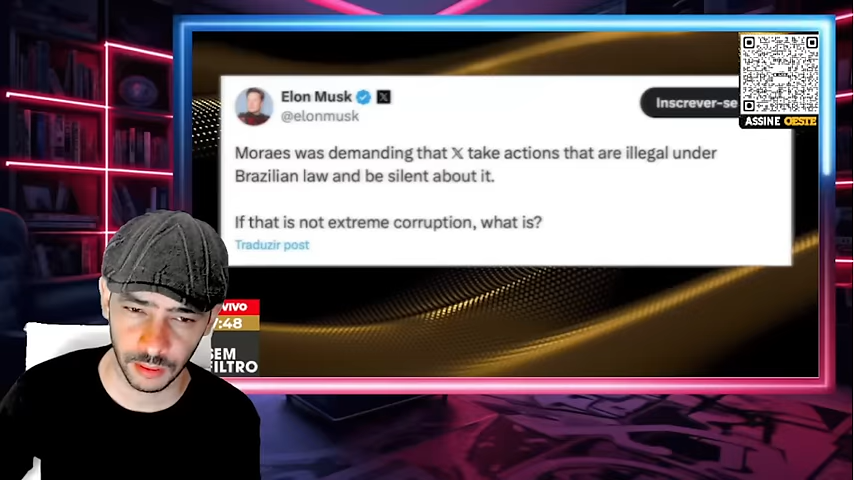 Elon Musk X
@elonmusk
Inscrever-se
ASSINE OESTE
Moraes was demanding that X take actions that are illegal under
Brazilian law and be silent about it.
If that is not extreme corruption, what is?
Traduzir post
VIVO
:48
SEM
FILTRO